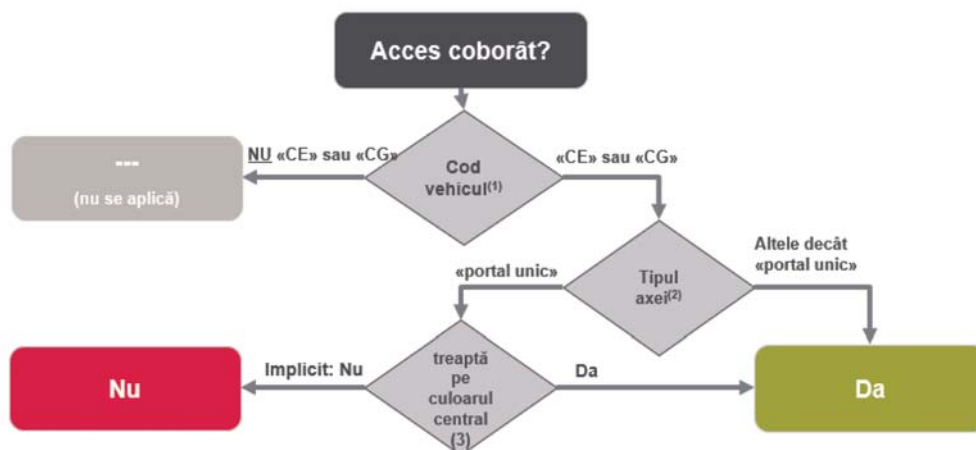 Acces coborât?
---
(nu se aplică)
NU «CE» sau «CG»
Cod
vehicul(1)
«CE» sau «CG»
«portal unic»
Tipul
axei(2)
Altele decât
«portal unic»
Nu
Implicit: Nu
treaptă
pe
culoarul
central
(3)
Da
Da